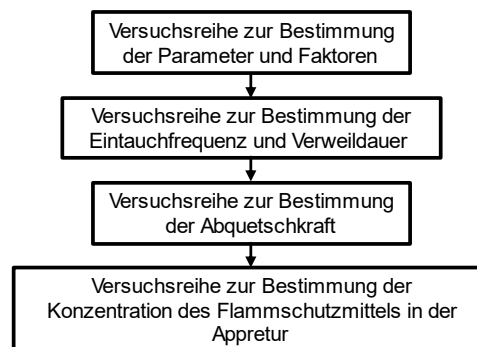 Versuchsreihe zur Bestimmung
der Parameter und Faktoren
Versuchsreihe zur Bestimmung der
Eintauchfrequenz und Verweildauer
Versuchsreihe zur Bestimmung
der Abquetschkraft
Versuchsreihe zur Bestimmung der
Konzentration des Flammschutzmittels in der
Appretur